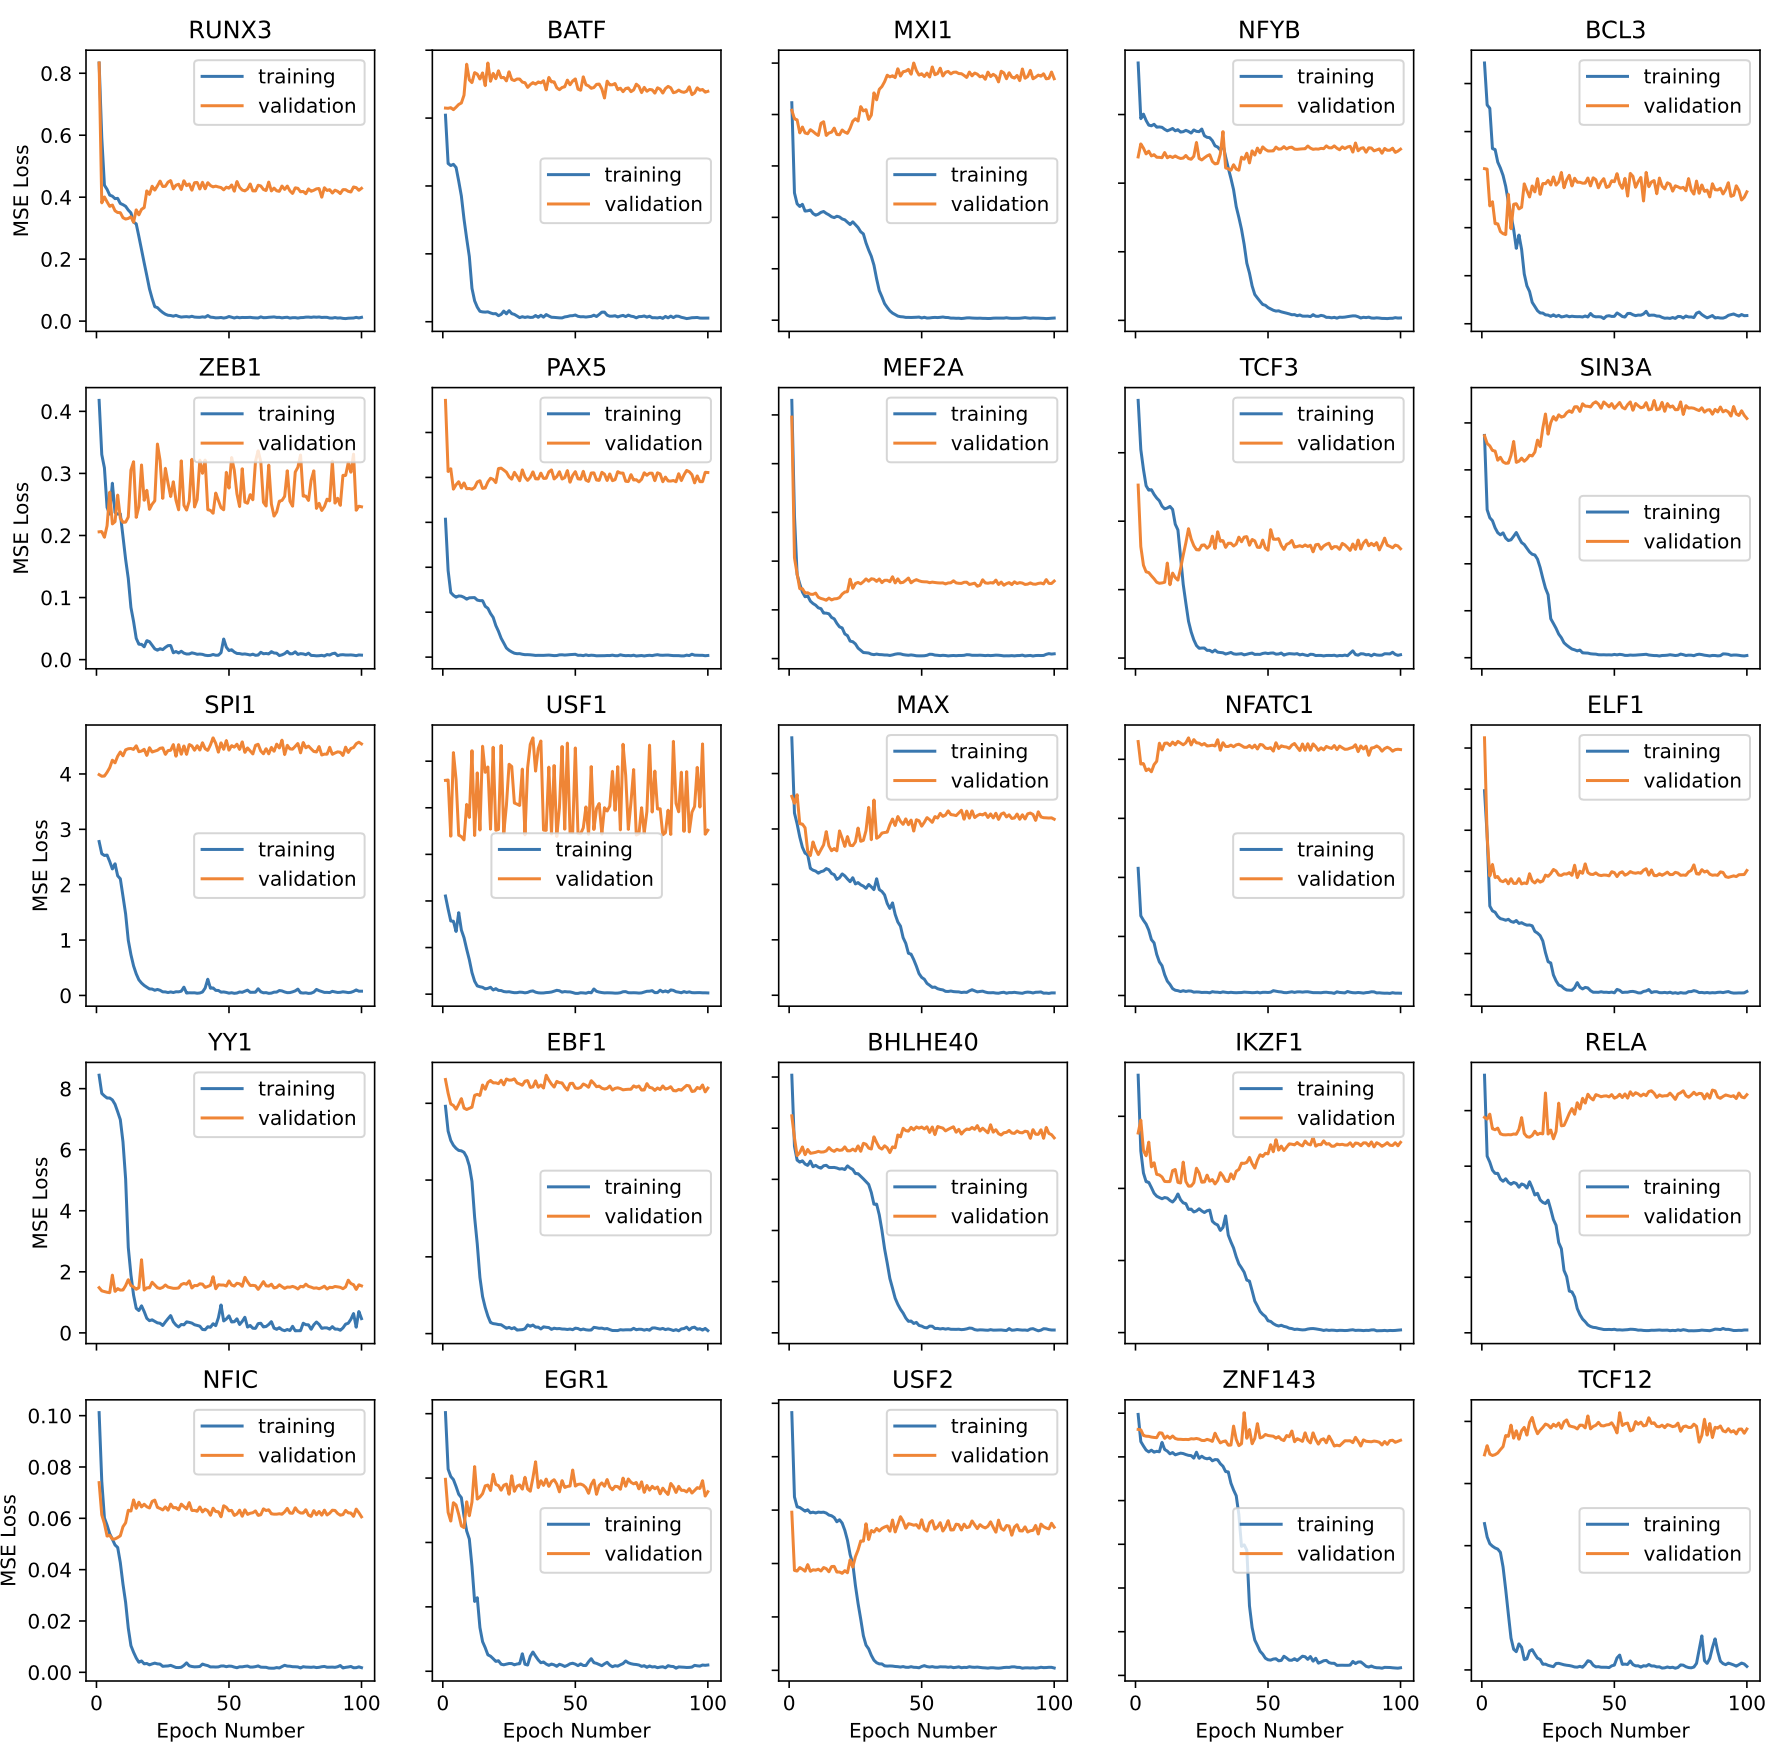 RUNX3 BATF MXI1 NFYB BCL3
MSE Loss
0.8
0.6
0.4
0.2
0.0
training
validation
training
validation
training
validation
training
validation
training
validation
ZEB1 PAX5 MEF2A TCF3 SIN3A
MSE Loss
0.4
0.3
0.2
0.1
0.0
training
validation
training
validation
training
validation
training
validation
training
validation
SPI1 USF1 MAX NFATC1 ELF1
MSE Loss
4
3
2
1
0
training
validation
training
validation
training
validation
training
validation
training
validation
YY1 EBF1 BHLHE40 IKZF1 RELA
MSE Loss
8
6
4
2
0
training
validation
training
validation
training
validation
training
validation
training
validation
NFIC EGR1 USF2 ZNF143 TCF12
MSE Loss
0.10
0.08
0.06
0.04
0.02
0.00
training
validation
training
validation
training
validation
training
validation
training
validation
0 50 100 0 50 100 0 50 100 0 50 100 0 50 100
Epoch Number Epoch Number Epoch Number Epoch Number Epoch Number